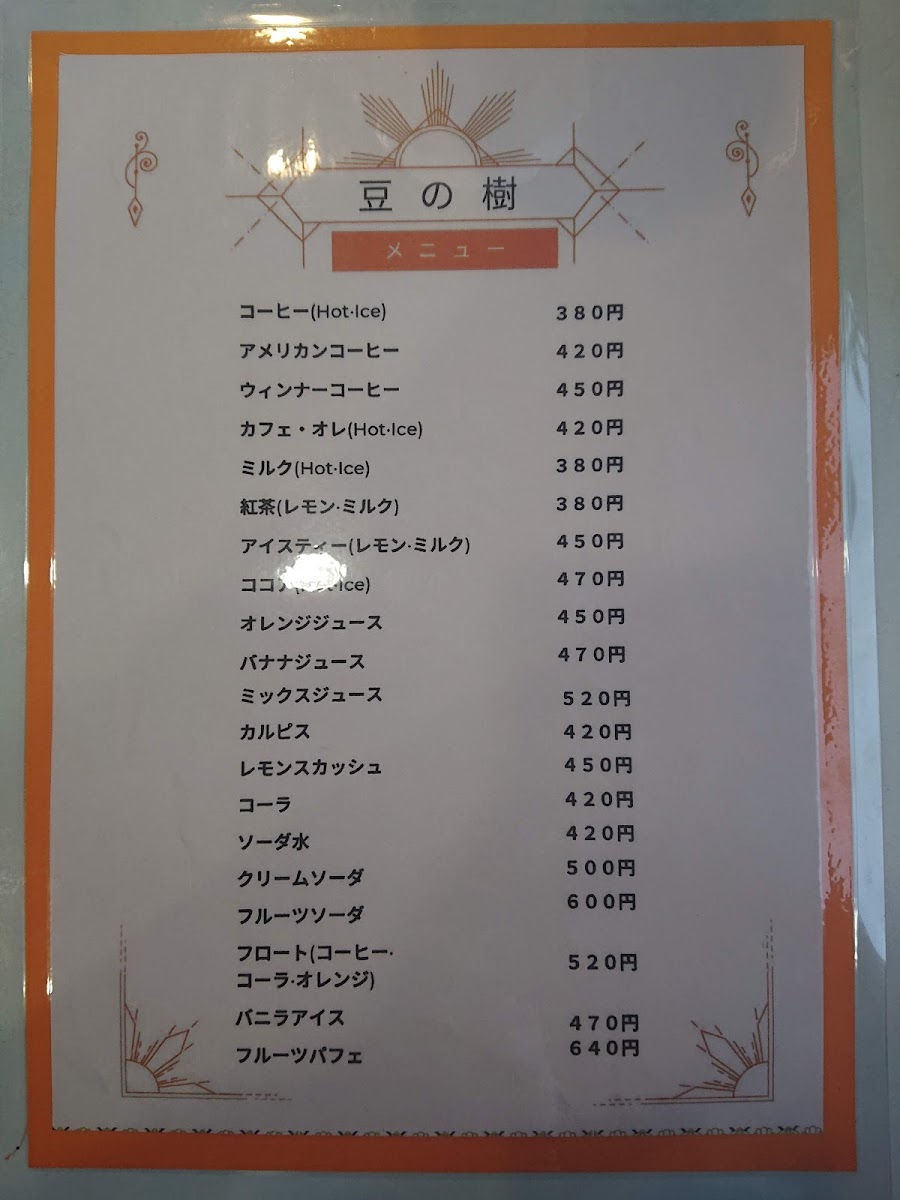 豆の樹
メニュー
コーヒー(Hot·Ice) 380円
アメリカンコーヒー 420円
ウィンナーコーヒー 450円
カフェ・オレ(Hot·Ice) 420円
ミルク(Hot·Ice) 380円
紅茶(レモン·ミルク) 380円
アイスティー(レモン·ミルク) 450円
ココア(Hot·Ice) 470円
オレンジジュース 450円
バナナジュース 470円
ミックスジュース 520円
カルピス 420円
レモンスカッシュ 450円
コーラ 420円
ソーダ水 420円
クリームソーダ 500円
フルーツソーダ 600円
フロート(コーヒー·
コーラ·オレンジ) 520円
バニラアイス 470円
フルーツパフェ 640円